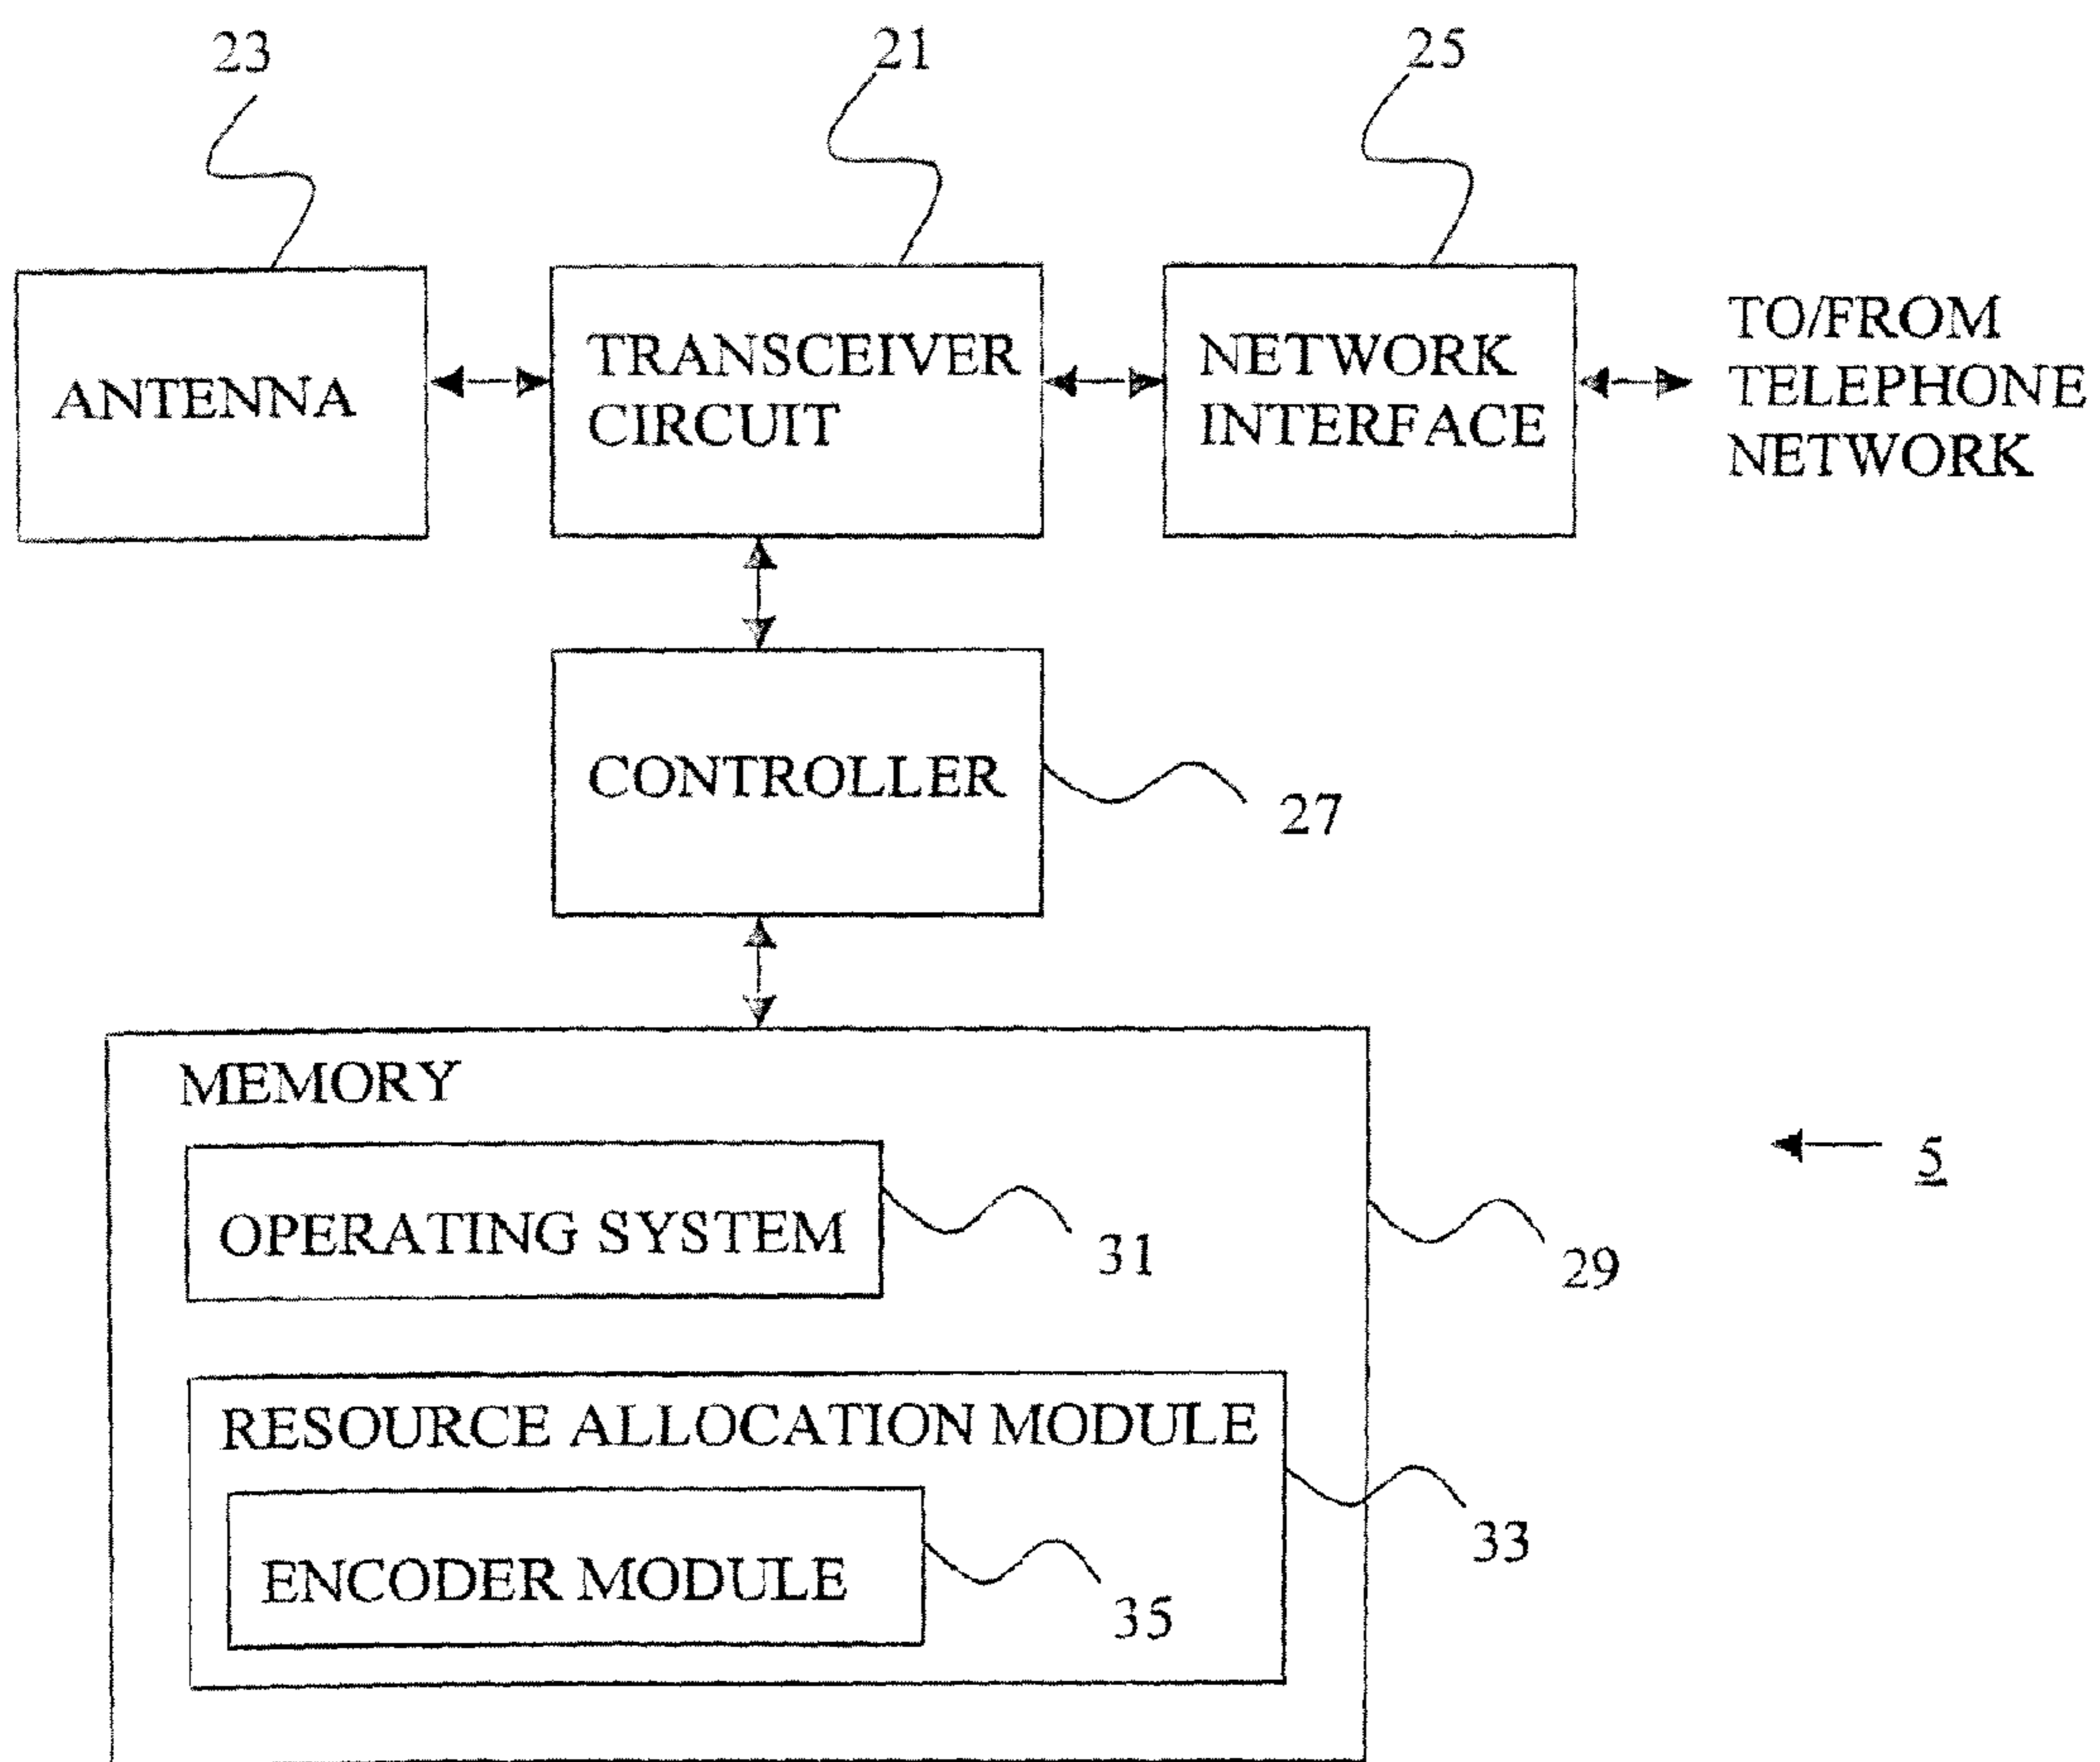 23
21
25
ANTENNA
TRANSCEIVER
CIRCUIT
NETWORK
INTERFACE
TO/FROM
TELEPHONE
NETWORK
CONTROLLER
27
MEMORY
5
OPERATING SYSTEM
31
29
RESOURCE ALLOCATION MODULE
33
ENCODER MODULE
35